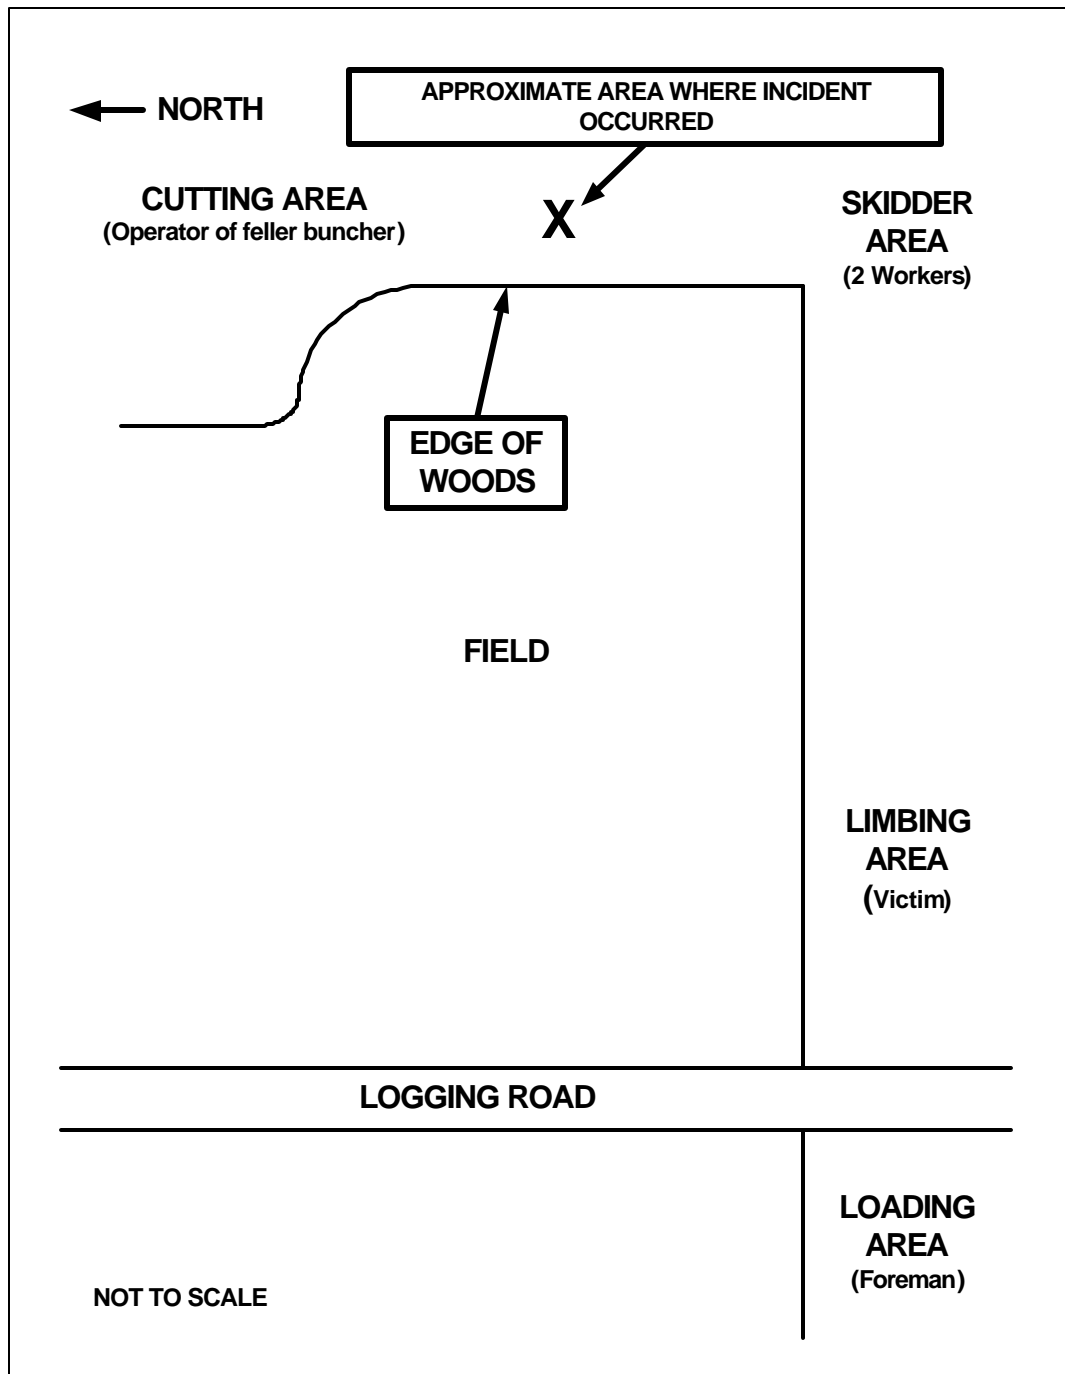 NORTH
APPROXIMATE AREA WHERE INCIDENT
OCCURRED
CUTTING AREA
(Operator of feller buncher)
X
SKIDDER
AREA
(2 Workers)
EDGE OF
WOODS
FIELD
LIMBING
AREA
(Victim)
LOGGING ROAD
LOADING
AREA
(Foreman)
NOT TO SCALE